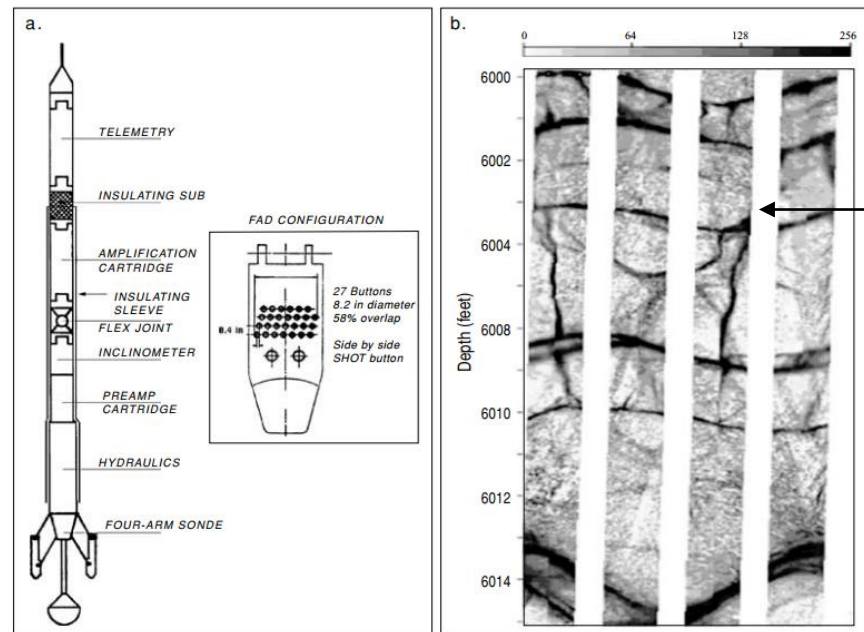 a.
TELEMETRY
INSULATING SUB
AMPLIFICATION
CARTRIDGE
INSULATING
SLEEVE
FLEX JOINT
INCLINOMETER
PREAMP
CARTRIDGE
HYDRAULICS
FOUR-ARM SONDE
FAD CONFIGURATION
27 Buttons
8.2 in diameter
58% overlap
0.4 in
Side by side
SHOT button
b.
0 64 128 256
Depth (feet)
6000
6002
6004
6006
6008
6010
6012
6014